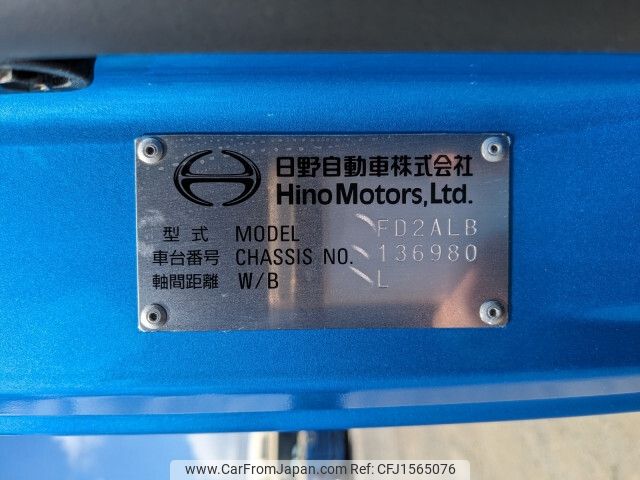 日野自動車株式会社
Hino Motors, Ltd.
型式 MODEL FD2ALB
車台番号 CHASSIS NO. 136980
軸間距離 W/B L
www.CarFromJapan.com - CFJ1565076